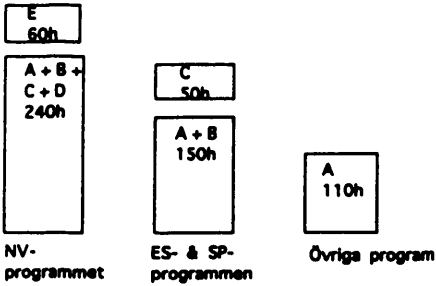 E
60h
A + B +
C + D
240h
C
50h
A + B
150h
A
110h
NV-
programmet
ES- & SP-
programmen
Övriga program